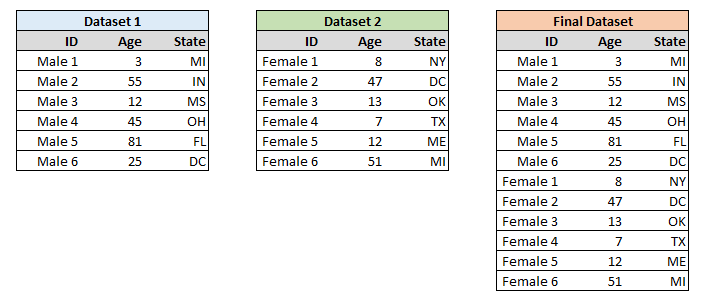 Dataset 1
ID Age State
Male 1 3 MI
Male 2 55 IN
Male 3 12 MS
Male 4 45 OH
Male 5 81 FL
Male 6 25 DC
Dataset 2
ID Age State
Female 1 8 NY
Female 2 47 DC
Female 3 13 OK
Female 4 7 TX
Female 5 12 ME
Female 6 51 MI
Final Dataset
ID Age State
Male 1 3 MI
Male 2 55 IN
Male 3 12 MS
Male 4 45 OH
Male 5 81 FL
Male 6 25 DC
Female 1 8 NY
Female 2 47 DC
Female 3 13 OK
Female 4 7 TX
Female 5 12 ME
Female 6 51 MI